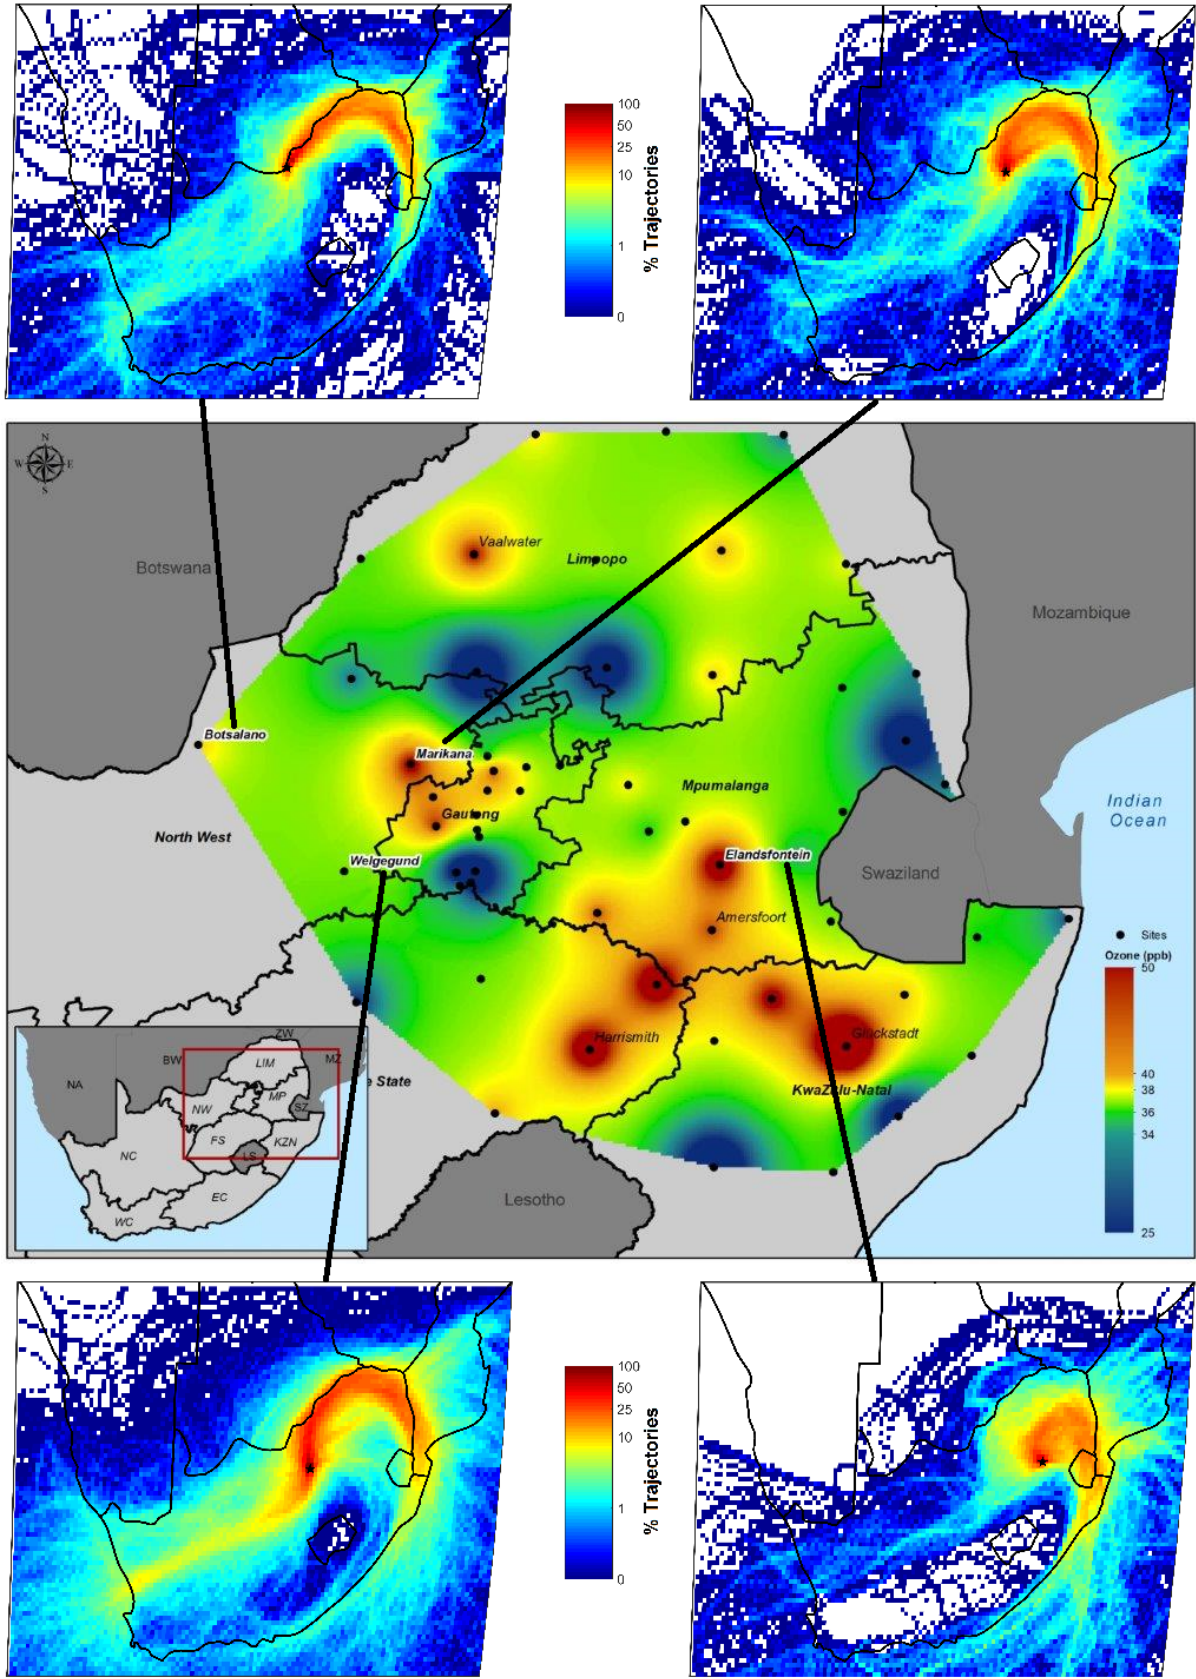 100
50
25
10
1
0
% Trajectories
N
W
E
S
Botswana
Vaalwater
Limpopo
Mozambique
Botsalano
Marikana
Mpumalanga
Indian
Ocean
Gauteng
North West
Welgegund
Elandsfontein
Swaziland
Amersfoort
Sites
Ozone (ppb)
50
40
38
36
34
25
Harrismith
Glückstadt
KwaZulu-Natal
e State
Lesotho
ZW
BW
LIM
MZ
NA
NW
MP
SZ
FS
KZN
NC
LS
EC
WC
100
50
25
10
1
0
% Trajectories